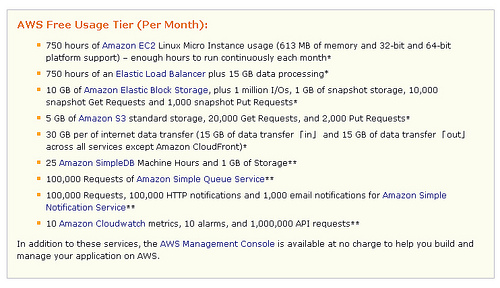 AWS Free Usage Tier (Per Month):
750 hours of Amazon EC2 Linux Micro Instance usage (613 MB of memory and 32-bit and 64-bit
platform support) – enough hours to run continuously each month*
750 hours of an Elastic Load Balancer plus 15 GB data processing*
10 GB of Amazon Elastic Block Storage, plus 1 million I/Os, 1 GB of snapshot storage, 10,000
snapshot Get Requests and 1,000 snapshot Put Requests*
5 GB of Amazon S3 standard storage, 20,000 Get Requests, and 2,000 Put Requests*
30 GB per of internet data transfer (15 GB of data transfer「in」 and 15 GB of data transfer「out」
across all services except Amazon CloudFront)*
25 Amazon SimpleDB Machine Hours and 1 GB of Storage**
100,000 Requests of Amazon Simple Queue Service**
100,000 Requests, 100,000 HTTP notifications and 1,000 email notifications for Amazon Simple
Notification Service**
10 Amazon Cloudwatch metrics, 10 alarms, and 1,000,000 API requests**
In addition to these services, the AWS Management Console is available at no charge to help you build and
manage your application on AWS.